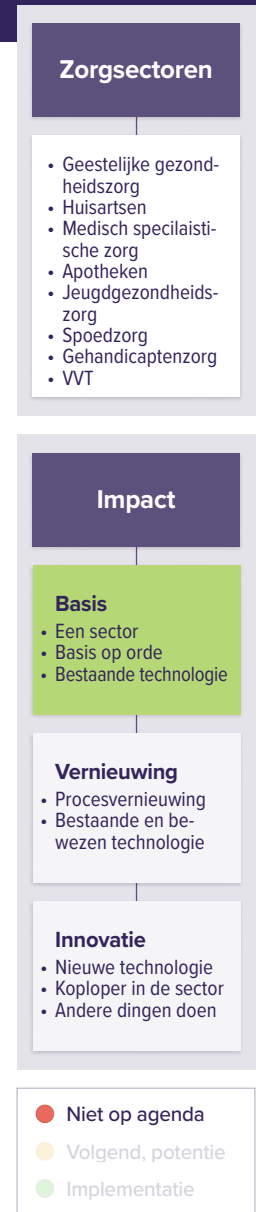 Zorgsectoren
• Geestelijke gezond-
heidszorg
• Huisartsen
• Medisch specilaisti-
sche zorg
• Apotheken
• Jeugdgezondheids-
zorg
• Spoedzorg
• Gehandicaptenzorg
• VVT
Impact
Basis
• Een sector
• Basis op orde
• Bestaande technologie
Vernieuwing
• Procesvernieuwing
• Bestaande en be-
wezen technologie
Innovatie
• Nieuwe technologie
• Koploper in de sector
• Andere dingen doen
Niet op agenda
Volgend, potentie
Implementatie